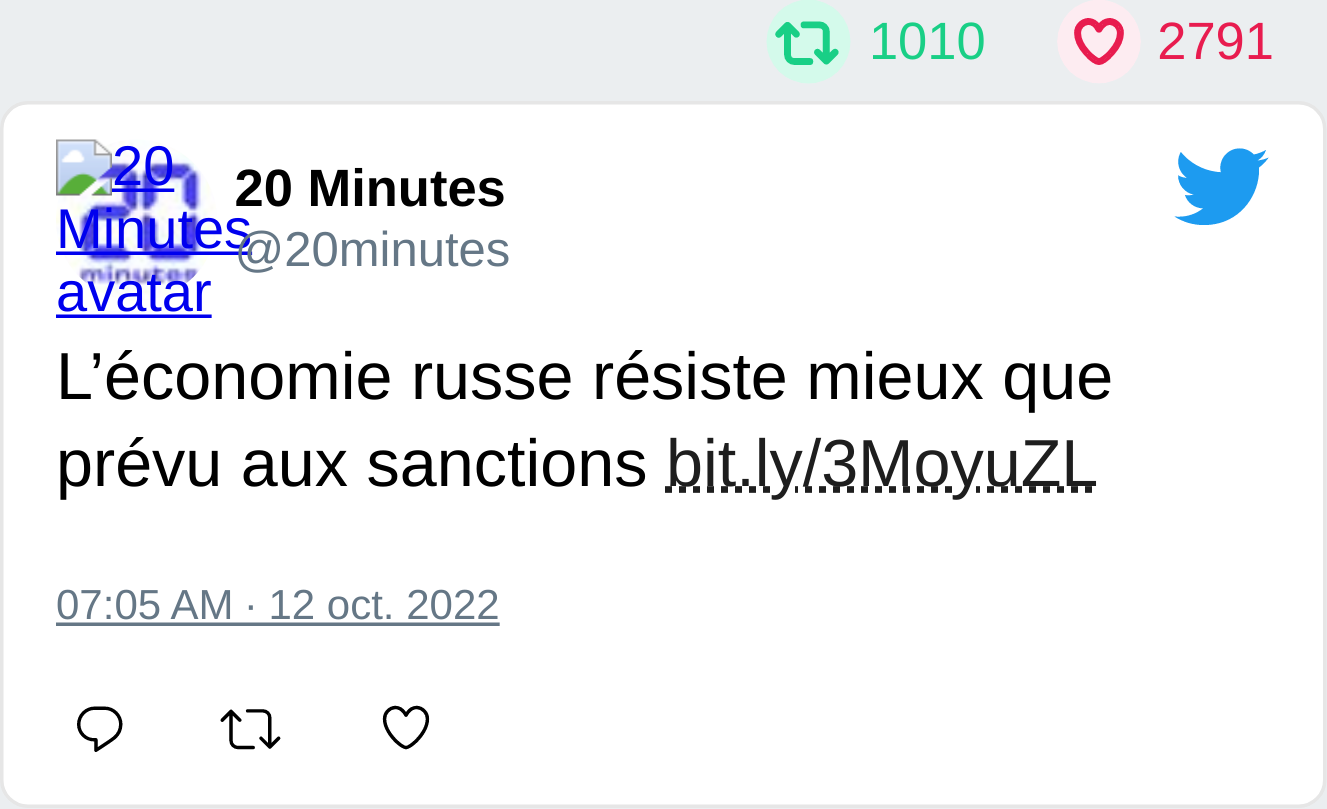 1010 2791
20 Minutes avatar
20 Minutes
@20minutes
minutes
L’économie russe résiste mieux que
prévu aux sanctions bit.ly/3MoyuZL
07:05 AM · 12 oct. 2022